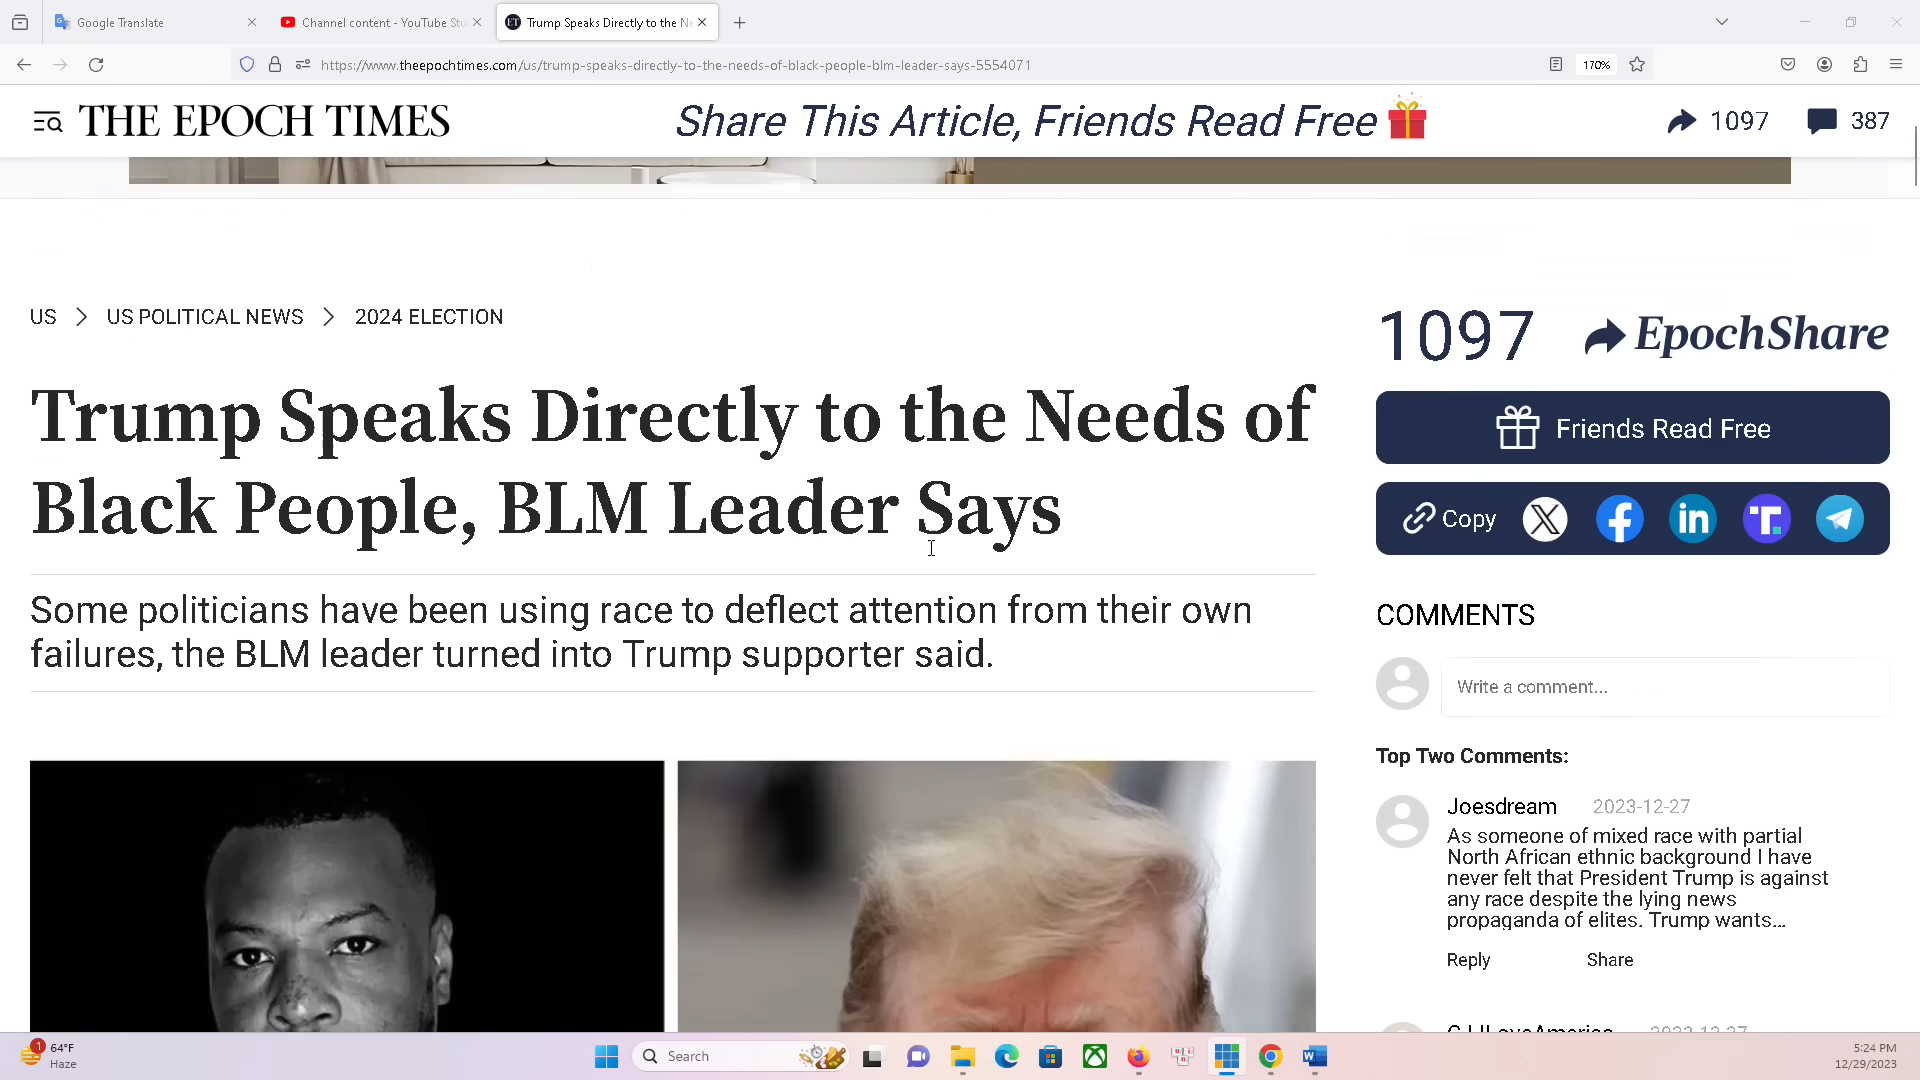 Google Translate
Channel content - YouTube Stu
Trump Speaks Directly to the Ne
https://www.theepochtimes.com/us/trump-speaks-directly-to-the-needs-of-black-people-blm-leader-says-5554071
170%
THE EPOCH TIMES
Share This Article, Friends Read Free
1097
387
US > US POLITICAL NEWS > 2024 ELECTION
Trump Speaks Directly to the Needs of
Black People, BLM Leader Says
Some politicians have been using race to deflect attention from their own
failures, the BLM leader turned into Trump supporter said.
1097 EpochShare
Friends Read Free
Copy
COMMENTS
Write a comment...
Top Two Comments:
Joesdream 2023-12-27
As someone of mixed race with partial
North African ethnic background I have
never felt that President Trump is against
any race despite the lying news
propaganda of elites. Trump wants...
Reply Share
1
64°F
Haze
Search
5:24 PM
12/29/2023